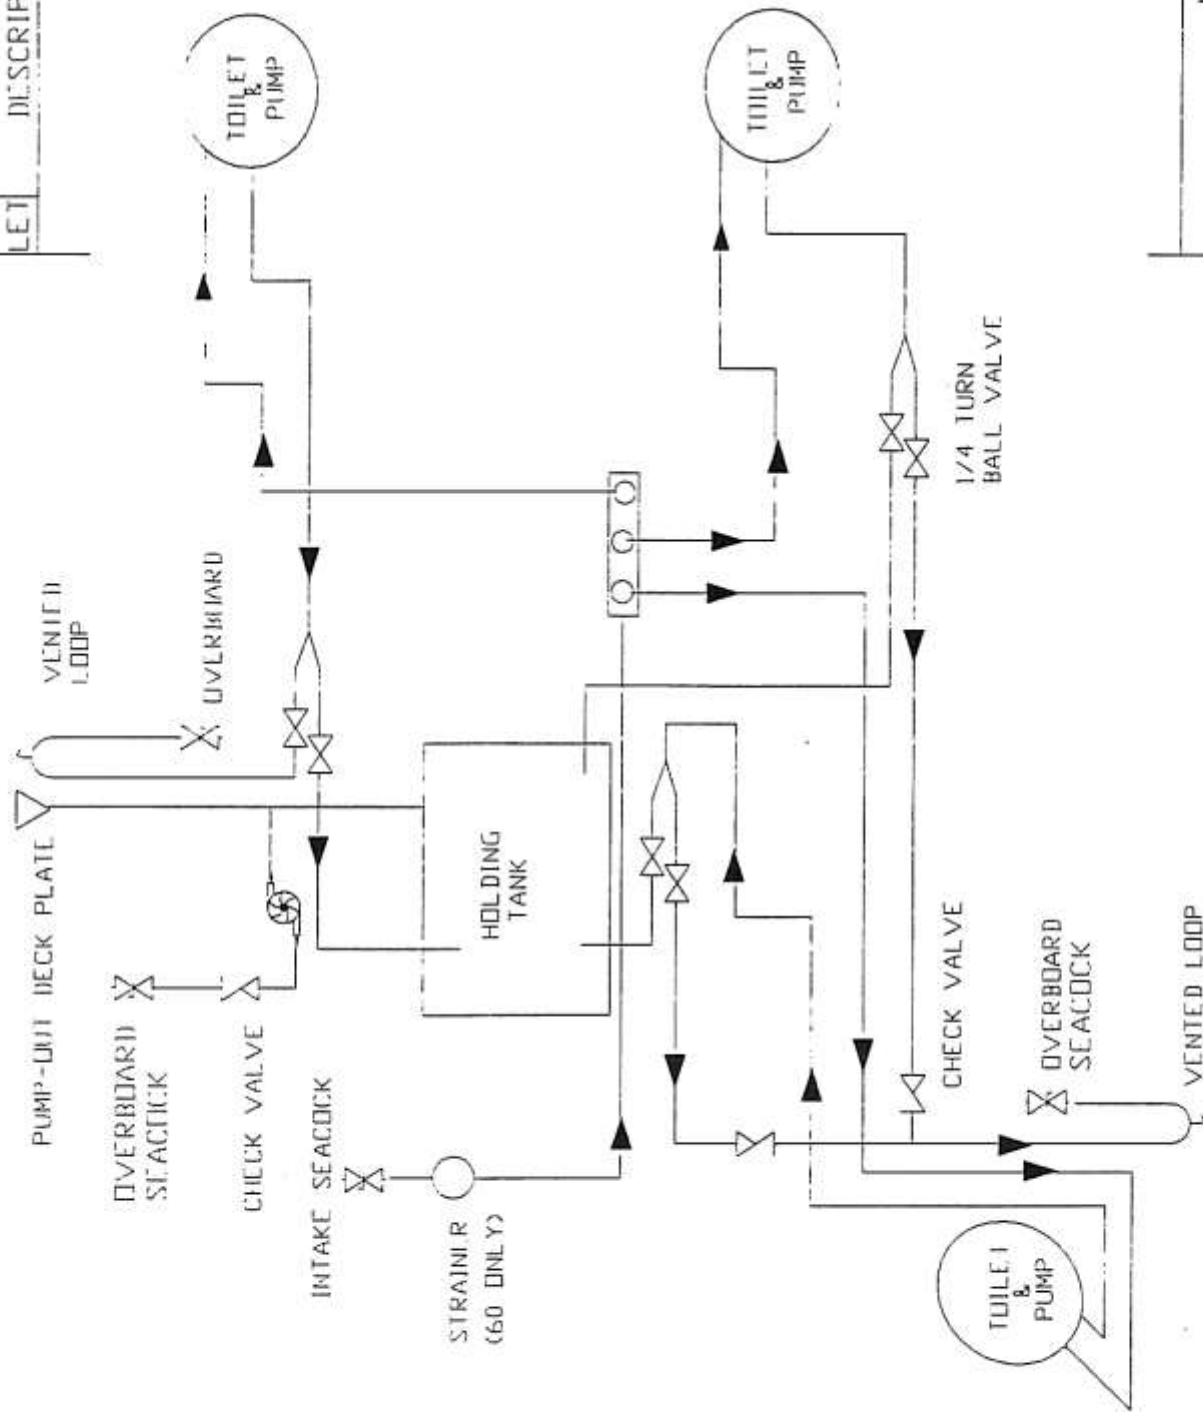 LET
DESCRIP
TOILET
&
PUMP
TOILET
&
PUMP
VENTED
LOOP
OVERBOARD
1/4 TURN
BALL VALVE
PUMP-OUT DECK PLATE
HOLDING
TANK
OVERBOARD
SEACOCK
CHECK VALVE
INTAKE SEACOCK
STRAINER
(60 ONLY)
CHECK VALVE
OVERBOARD
SEACOCK
VENTED LOOP
TOILET
&
PUMP